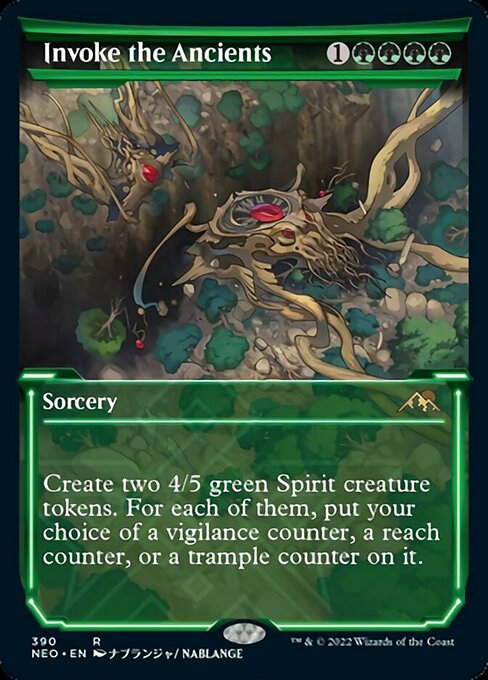 Invoke the Ancients 1
Sorcery
Create two 4/5 green Spirit creature
tokens. For each of them, put your
choice of a vigilance counter, a reach
counter, or a trample counter on it.
390 R
NEO • EN ナブランジャ/ NABLANGE
™ & © 2022 Wizards of the Coast